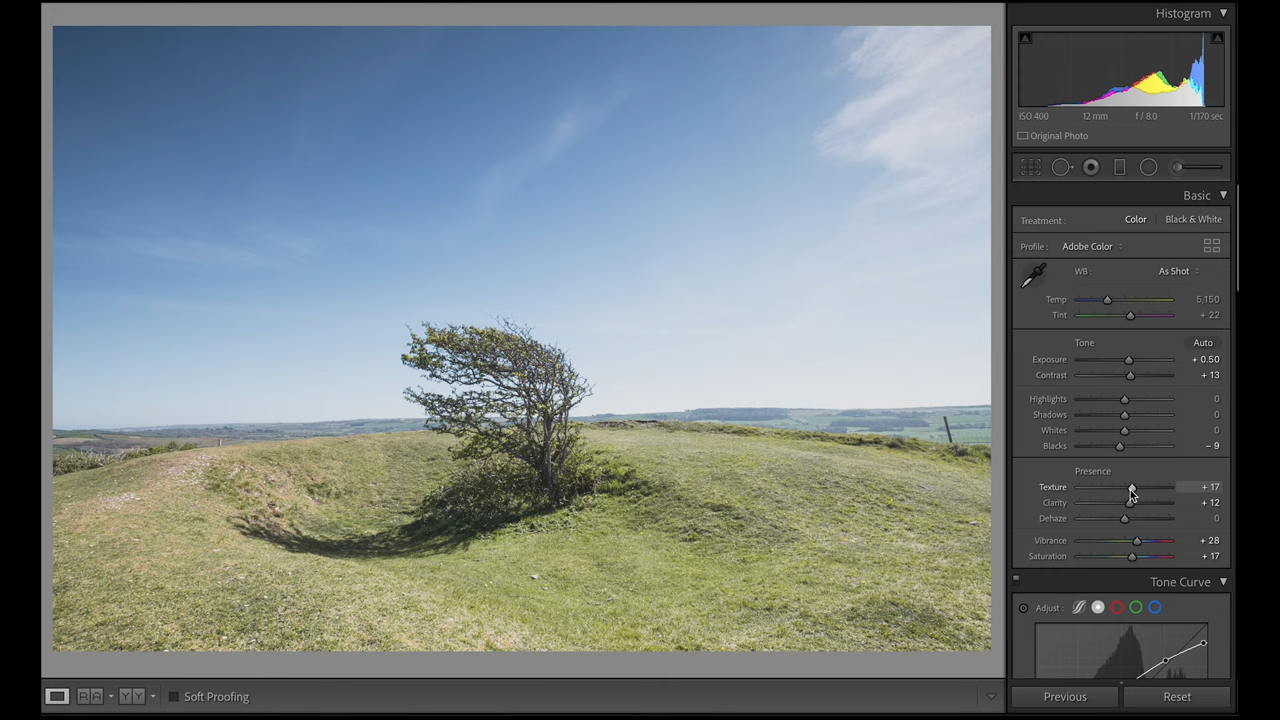 Histogram
ISO 400 12 mm f / 8.0 1/170 sec
Original Photo
Basic
Treatment : Color Black & White
Profile : Adobe Color
WB : As Shot
Temp 5,150
Tint + 22
Tone Auto
Exposure + 0.50
Contrast + 13
Highlights 0
Shadows 0
Whites 0
Blacks − 9
Presence
Texture + 17
Clarity + 12
Dehaze 0
Vibrance + 28
Saturation + 17
Tone Curve
Adjust :
R A Y Y Soft Proofing Previous Reset